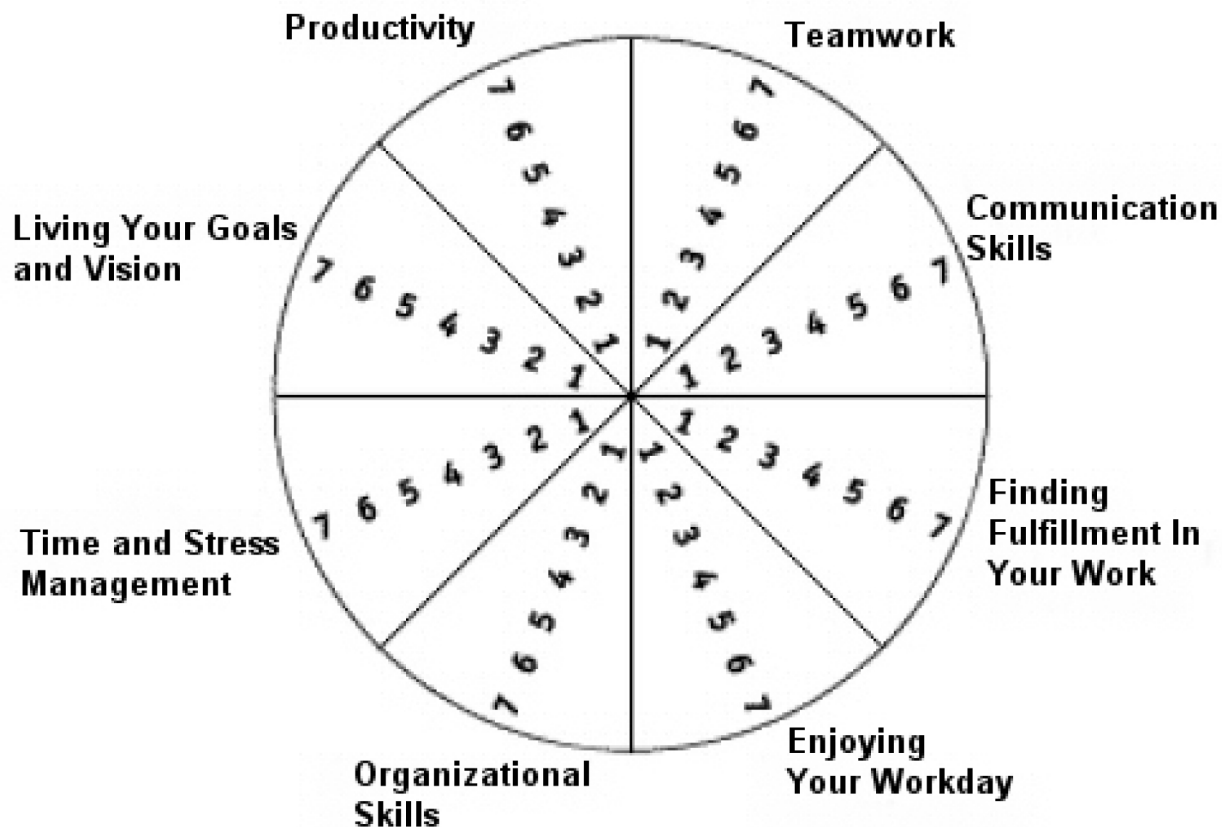 Productivity
Teamwork
Communication
Skills
Living Your Goals
and Vision
7 6 5 4 3 2 1
1 2 3 4 5 6 7
7 6 5 4 3 2 1
1 2 3 4 5 6 7
7 6 5 4 3 2 1
1 2 3 4 5 6 7
1 2 3 4 5 6 7
1 2 3 4 5 6 7
Finding
Fulfillment In
Your Work
Time and Stress
Management
Enjoying
Your Workday
Organizational
Skills